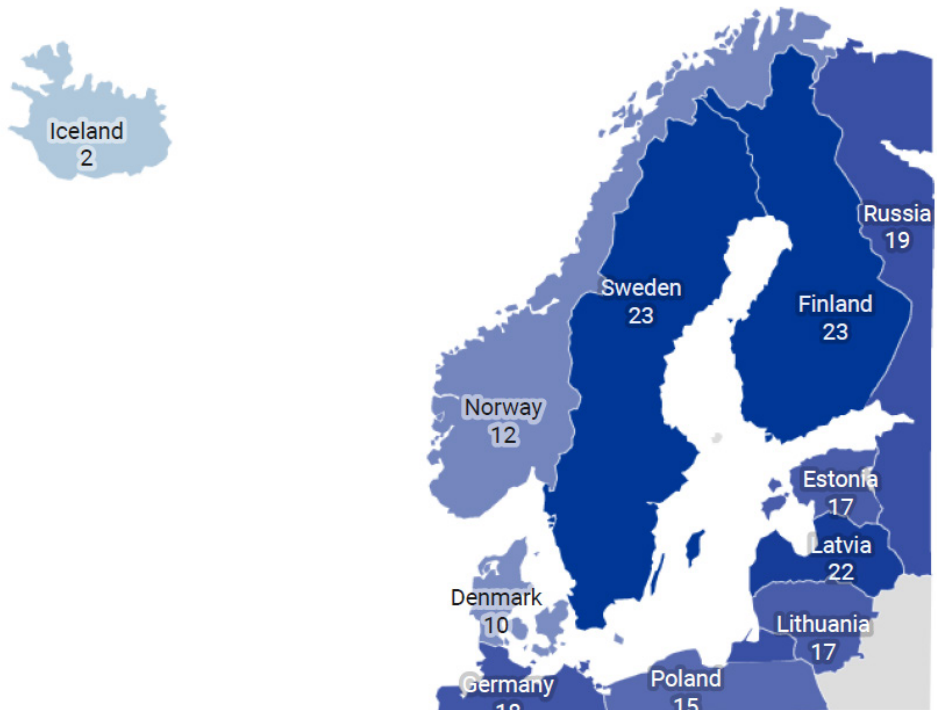 Iceland
2
Russia
19
Sweden
23
Finland
23
Norway
12
Estonia
17
Latvia
22
Denmark
10
Lithuania
17
Germany
18
Poland
15